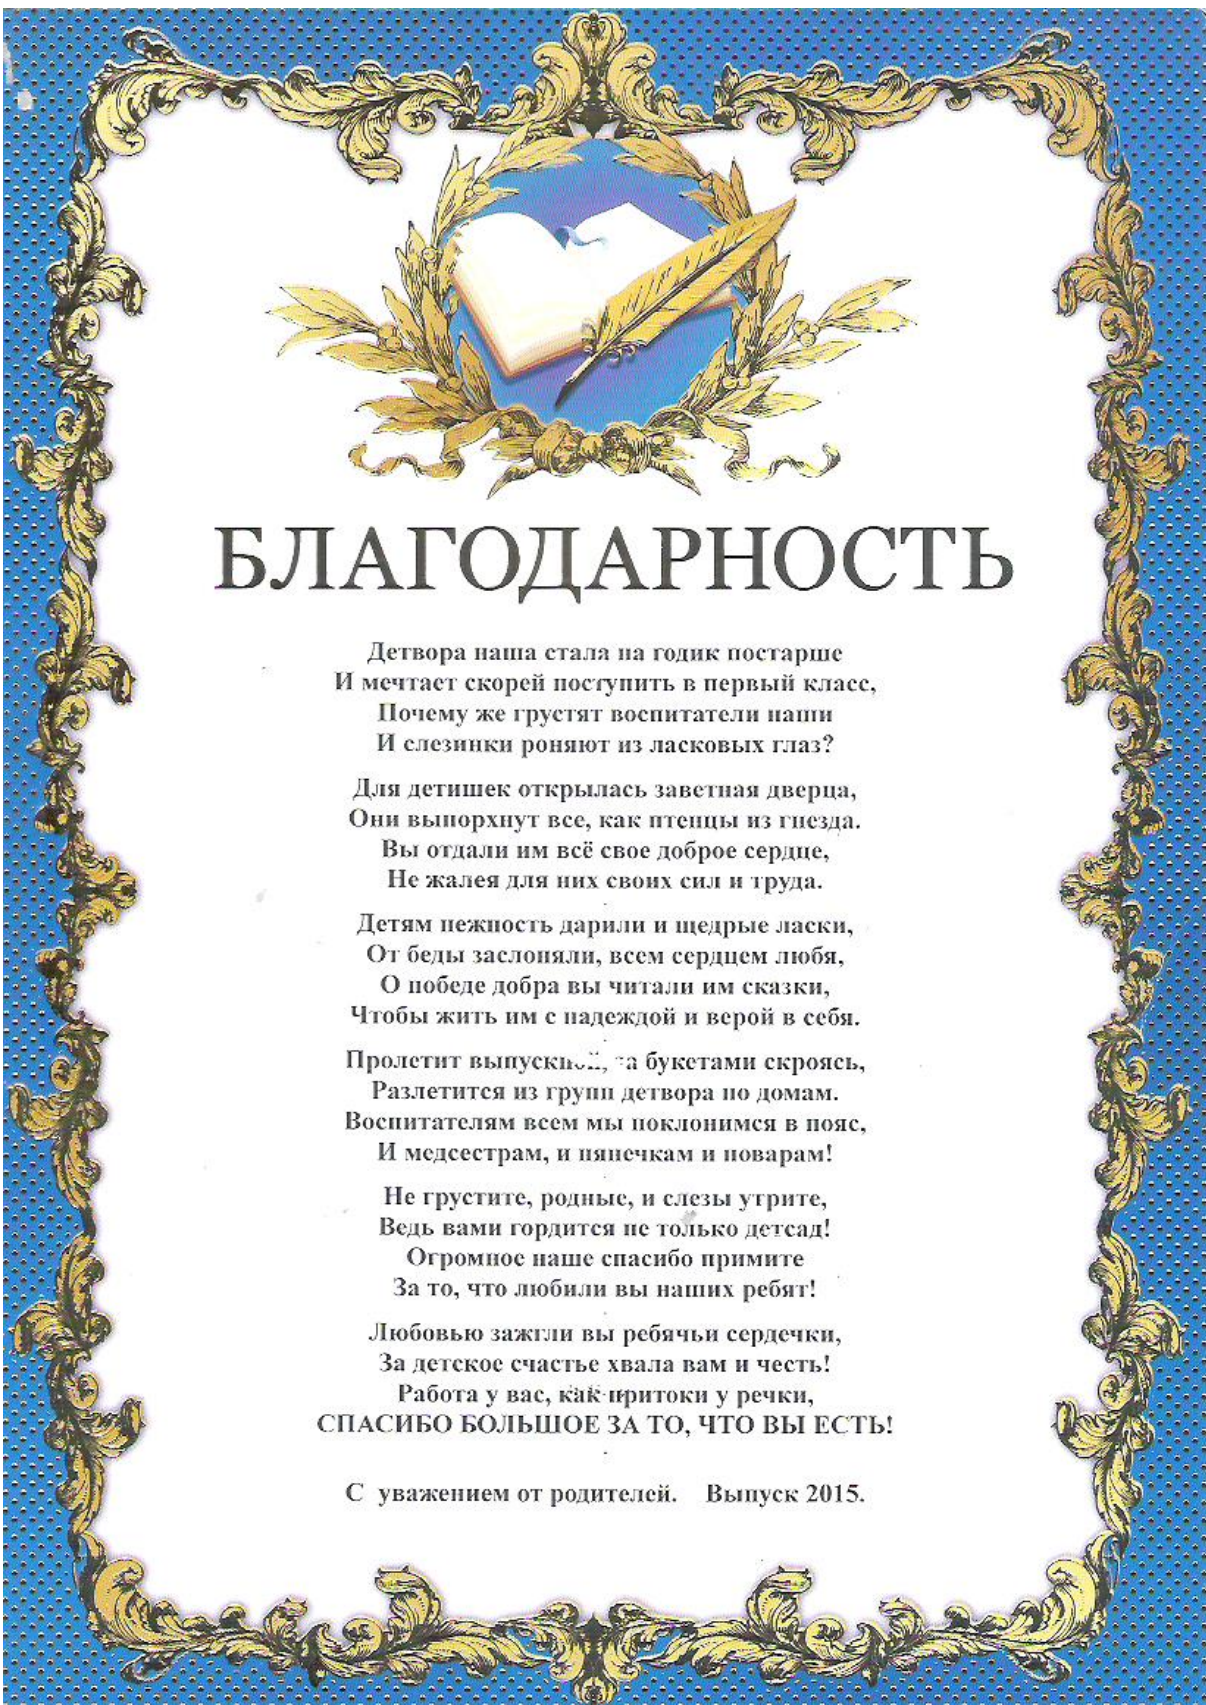 БЛАГОДАРНОСТЬ
Детвора наша стала на годик постарше
И мечтает скорей поступить в первый класс,
Почему же грустят воспитатели наши
И слезинки роняют из ласковых глаз?
Для детишек открылась заветная дверца,
Они выпорхнут все, как птенцы из гнезда.
Вы отдали им всё свое доброе сердце,
Не жалея для них своих сил и труда.
Детям нежность дарили и щедрые ласки,
От беды заслоняли, всем сердцем любя,
О победе добра вы читали им сказки,
Чтобы жить им с надеждой и верой в себя.
Пролетит выпускной, за букетами скроясь,
Разлетится из групп детвора по домам.
Воспитателям всем мы поклонимся в пояс,
И медсестрам, и нянечкам и поварам!
Не грустите, родные, и слезы утрите,
Ведь вами гордится не только детсад!
Огромное наше спасибо примите
За то, что любили вы наших ребят!
Любовью зажгли вы ребячьи сердечки,
За детское счастье хвала вам и честь!
Работа у вас, как притоки у речки,
СПАСИБО БОЛЬШОЕ ЗА ТО, ЧТО ВЫ ЕСТЬ!
С уважением от родителей. Выпуск 2015.